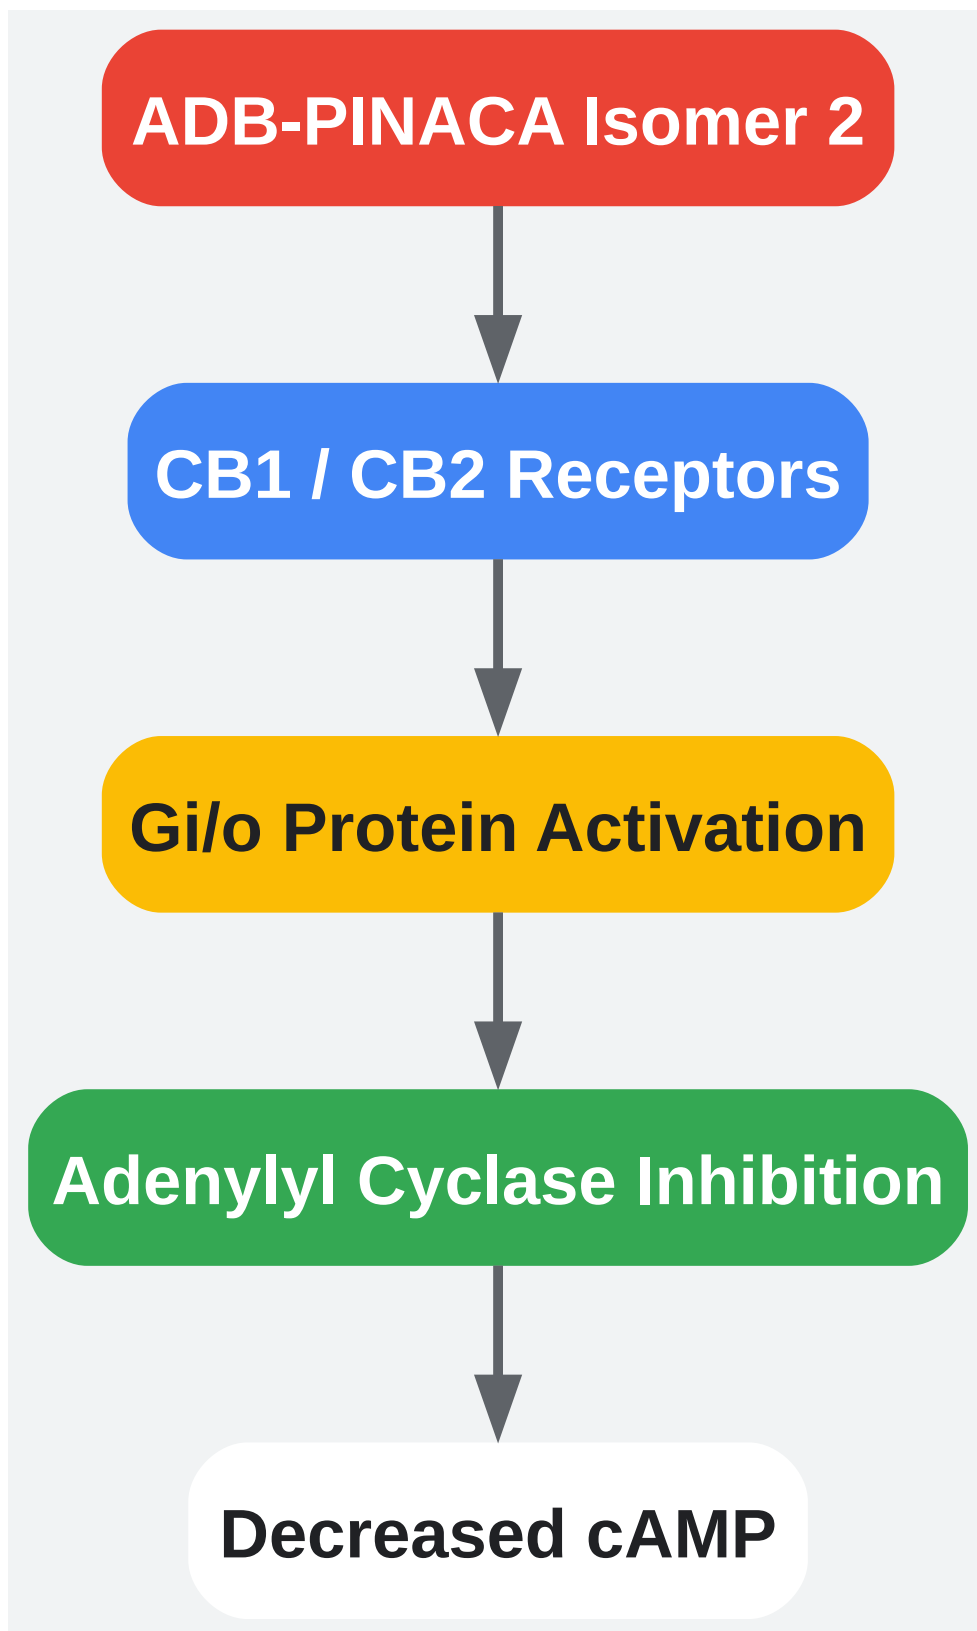 ADB-PINACA Isomer 2
CB1 / CB2 Receptors
Gi/o Protein Activation
Adenylyl Cyclase Inhibition
Decreased cAMP